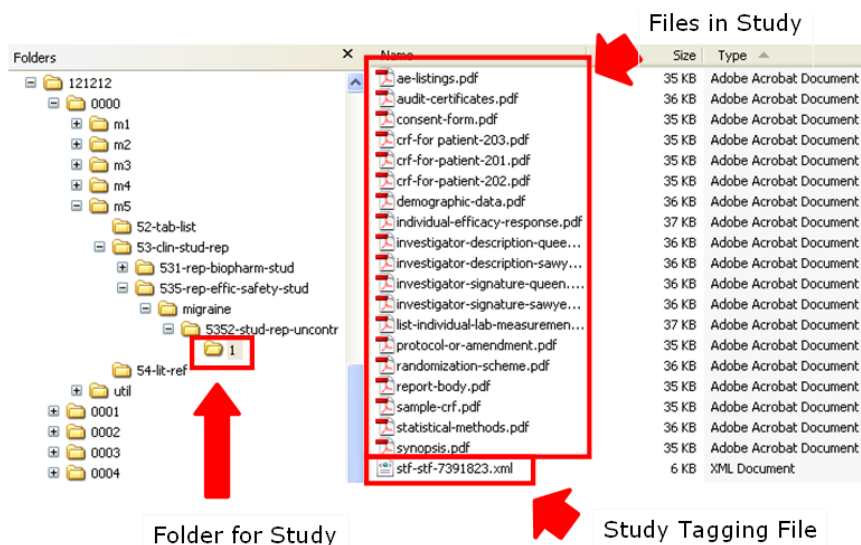 Files in Study
Folders
Name
Size
Type
121212
0000
m1
m2
m3
m4
m5
52-tab-list
53-clin-stud-rep
531-rep-biopharm-stud
535-rep-effic-safety-stud
migraine
5352-stud-rep-uncontr
1
54-lit-ref
util
0001
0002
0003
0004
ae-listings.pdf 35 KB Adobe Acrobat Document
audit-certificates.pdf 36 KB Adobe Acrobat Document
consent-form.pdf 35 KB Adobe Acrobat Document
crf-for patient-203.pdf 35 KB Adobe Acrobat Document
crf-for-patient-201.pdf 35 KB Adobe Acrobat Document
crf-for-patient-202.pdf 35 KB Adobe Acrobat Document
demographic-data.pdf 36 KB Adobe Acrobat Document
individual-efficacy-response.pdf 37 KB Adobe Acrobat Document
investigator-description-quee... 36 KB Adobe Acrobat Document
investigator-description-sawy... 36 KB Adobe Acrobat Document
investigator-signature-queen.... 36 KB Adobe Acrobat Document
investigator-signature-sawye... 36 KB Adobe Acrobat Document
list-individual-lab-measuremen... 37 KB Adobe Acrobat Document
protocol-or-amendment.pdf 35 KB Adobe Acrobat Document
randomization-scheme.pdf 36 KB Adobe Acrobat Document
report-body.pdf 35 KB Adobe Acrobat Document
sample-crf.pdf 35 KB Adobe Acrobat Document
statistical-methods.pdf 36 KB Adobe Acrobat Document
synopsis.pdf 35 KB Adobe Acrobat Document
stf-stf-7391823.xml 6 KB XML Document
Folder for Study
Study Tagging File